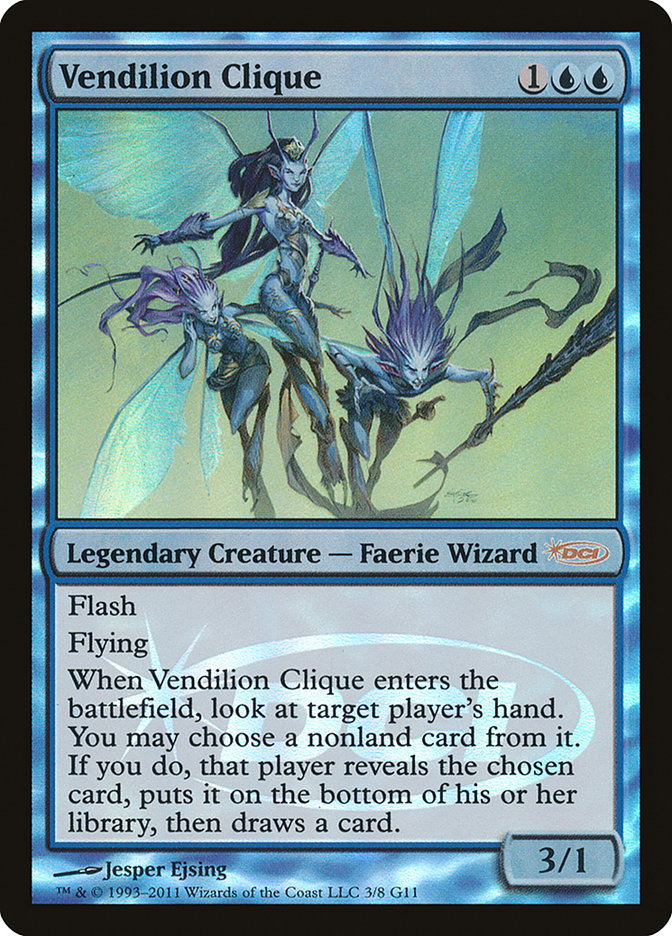 Vendilion Clique 1
Legendary Creature — Faerie Wizard DCI
Flash
Flying
When Vendilion Clique enters the
battlefield, look at target player's hand.
You may choose a nonland card from it.
If you do, that player reveals the chosen
card, puts it on the bottom of his or her
library, then draws a card.
3/1
Jesper Ejsing
™ & © 1993–2011 Wizards of the Coast LLC 3/8 G11